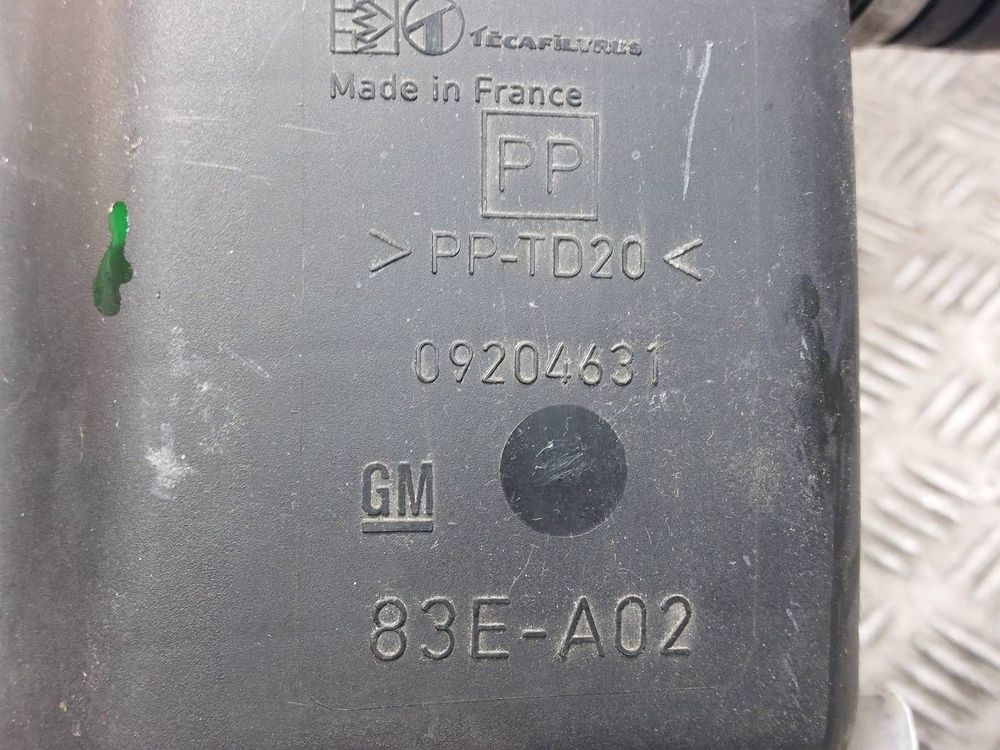 TECAFILTRES
Made in France
PP
>PP-TD20<
09204631
GM
83E-A02